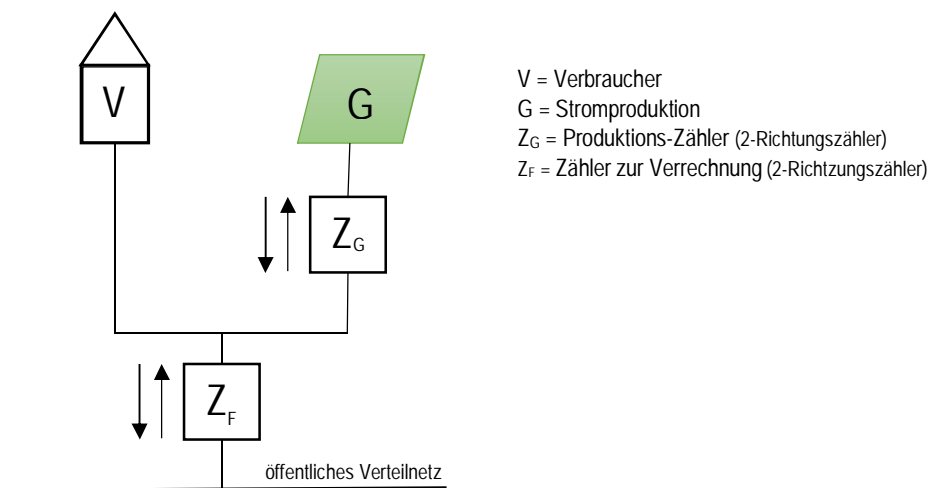 V
G
V = Verbraucher
G = Stromproduktion
ZG = Produktions-Zähler (2-Richtungszähler)
ZF = Zähler zur Verrechnung (2-Richtzungszähler)
ZG
ZF
öffentliches Verteilnetz